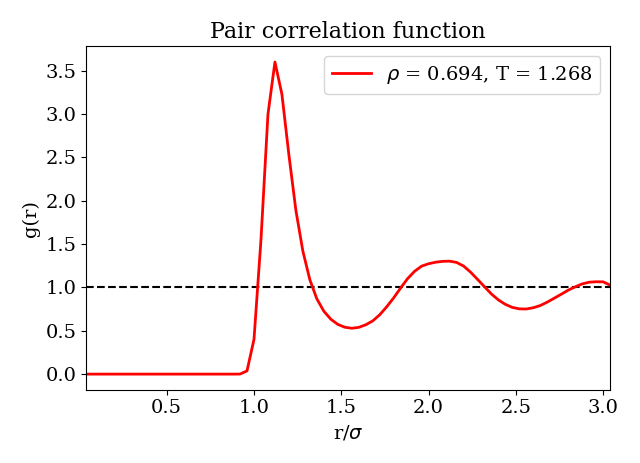 Pair correlation function
ρ = 0.694, T = 1.268
g(r)
3.5
3.0
2.5
2.0
1.5
1.0
0.5
0.0
0.5 1.0 1.5 2.0 2.5 3.0
r/σ